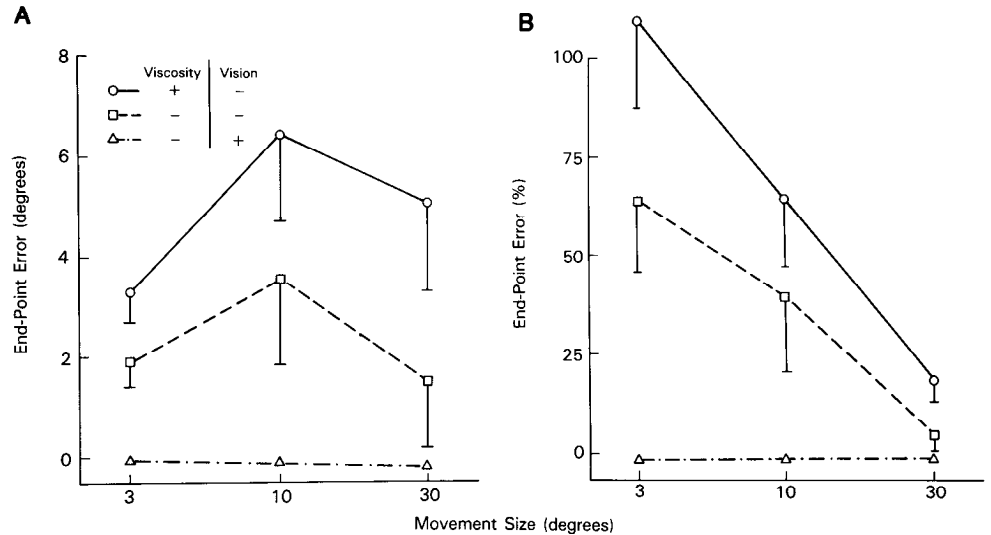 A
8
6
4
2
0
End-Point Error (degrees)
Viscosity Vision
+ −
− −
− +
3 10 30
B
100
75
50
25
0
End-Point Error (%)
3 10 30
Movement Size (degrees)